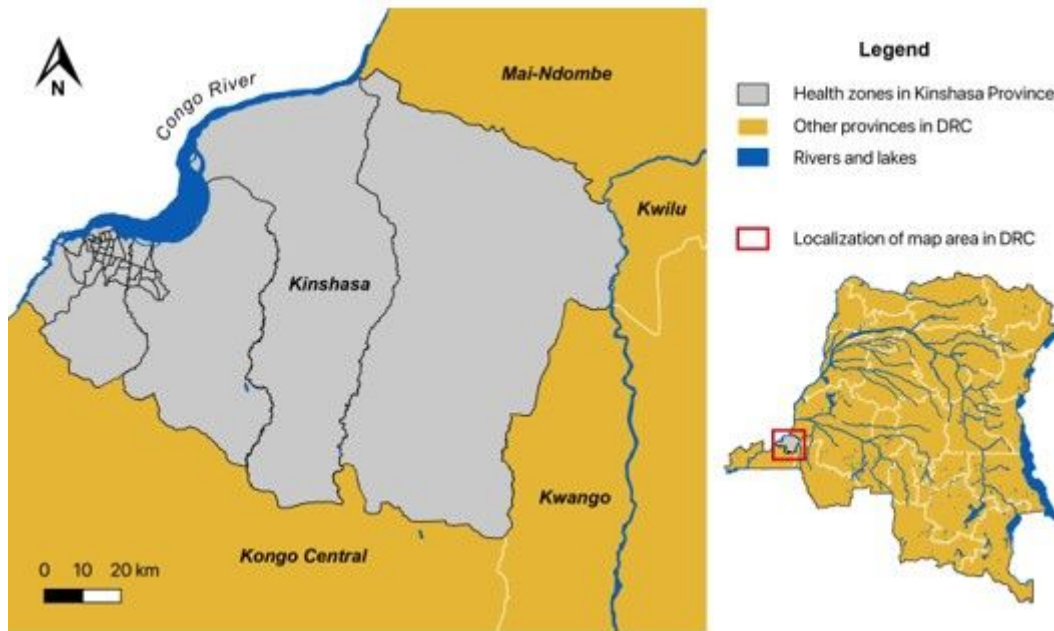 N
Congo River
Mai-Ndombe
Kwilu
Kinshasa
Kwango
Kongo Central
0 10 20 km
Legend
Health zones in Kinshasa Province
Other provinces in DRC
Rivers and lakes
Localization of map area in DRC